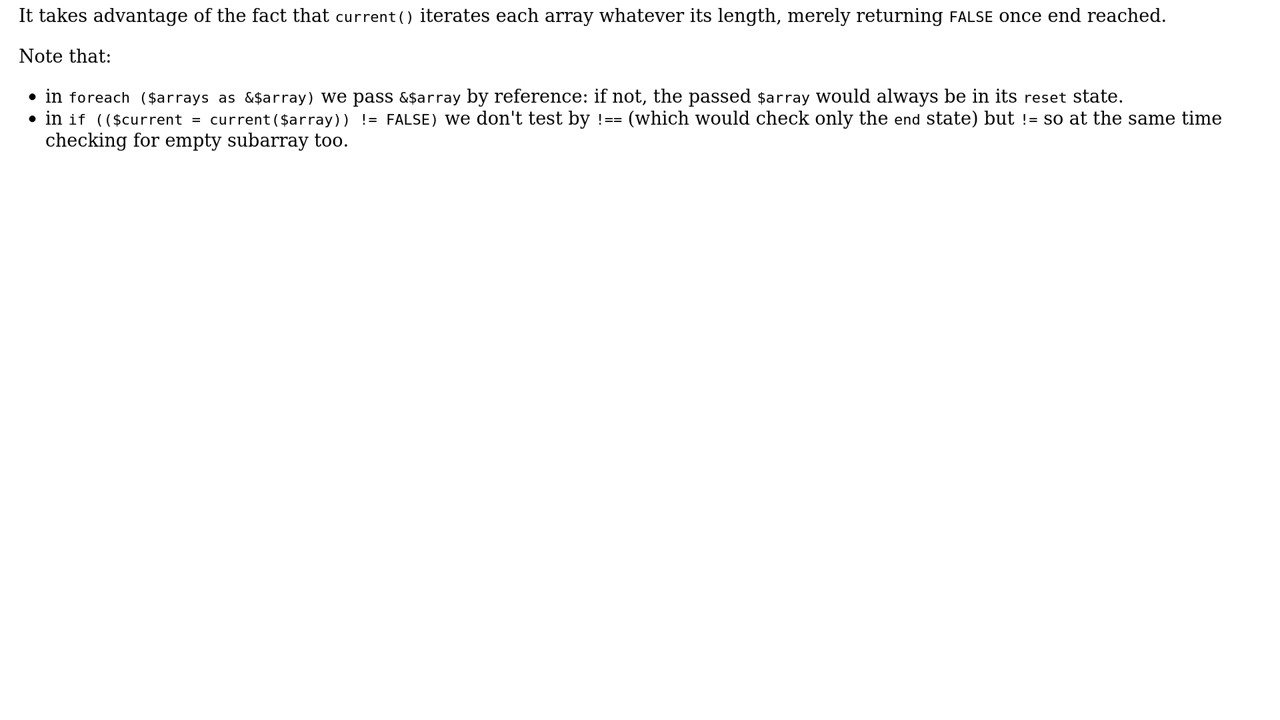 It takes advantage of the fact that current() iterates each array whatever its length, merely returning FALSE once end reached.
Note that:
• in foreach ($arrays as &$array) we pass &$array by reference: if not, the passed $array would always be in its reset state.
• in if (($current = current($array)) != FALSE) we don't test by !== (which would check only the end state) but != so at the same time
checking for empty subarray too.